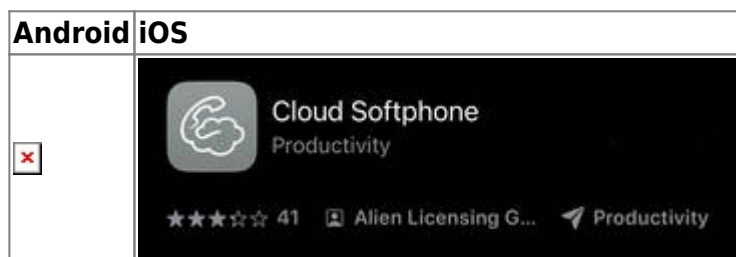 Android iOS
Cloud Softphone
Productivity
★★★☆☆ 41 Alien Licensing G... Productivity